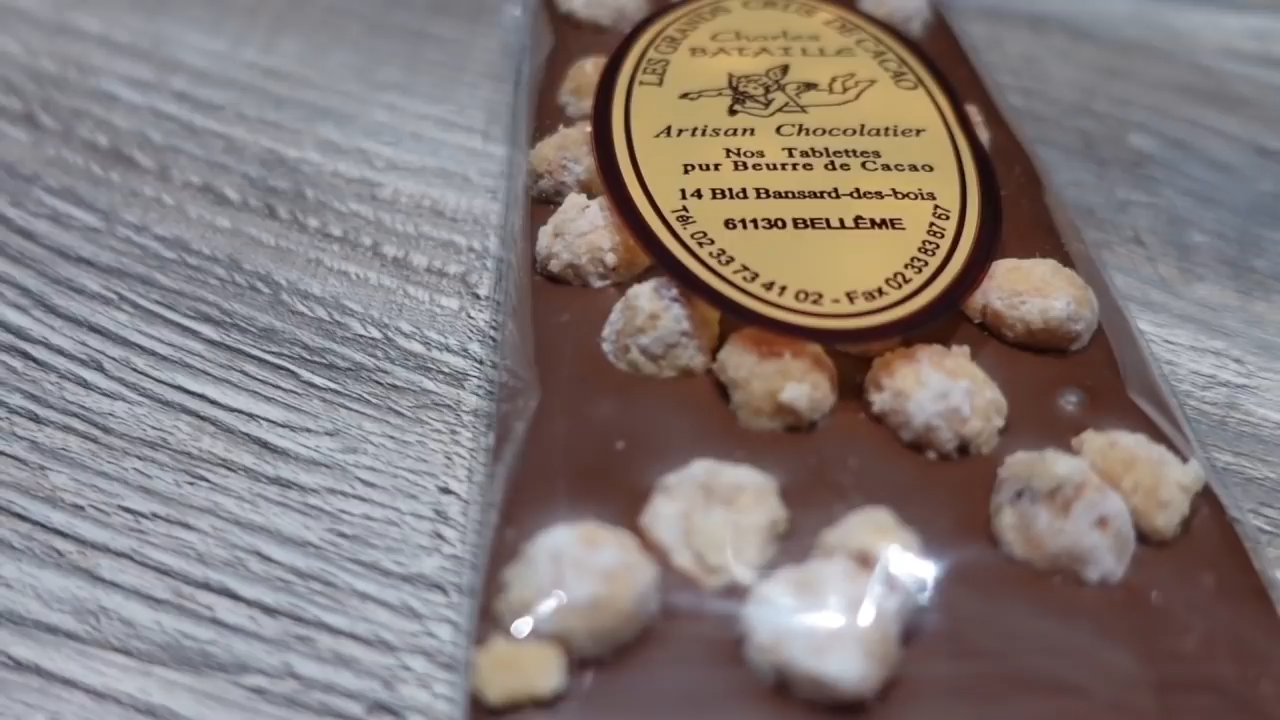 LES GRANDS CRUS DE CACAO
Charles
BATAILLE
Artisan Chocolatier
Nos Tablettes
pur Beurre de Cacao
14 Bld Bansard-des-bois
61130 BELLÊME
Tél. 02 33 73 41 02 - Fax 02 33 83 87 67